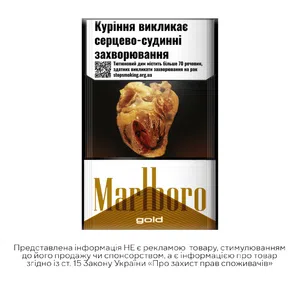 Куріння викликає
серцево-судинні
захворювання
Тютюновий дим містить більше 70 речовин,
здатних викликати захворювання на рак
stopsmoking.org.ua
Marlboro
gold
Представлена інформація НЕ є рекламою товару, стимулюванням
до його продажу чи спонсорством, а є інформацією про товар
згідно із ст. 15 Закону України «Про захист прав споживачів»